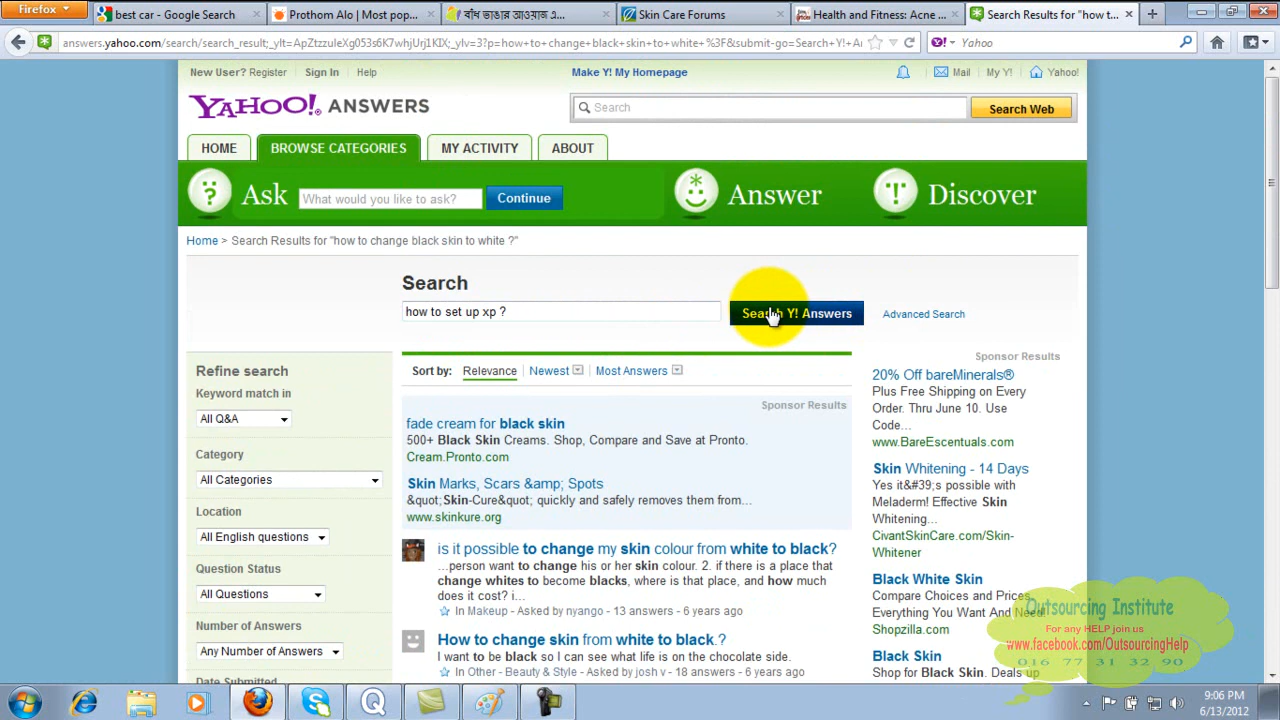 Firefox
best car - Google Search
Prothom Alo | Most pop...
বাঁধ ভাঙার আওয়াজ এ...
Skin Care Forums
Health and Fitness: Acne ...
Search Results for "how t...
answers.yahoo.com/search/search_result;_ylt=ApZtzzuleXg053s6K7whjUrj1KIX;_ylv=3?p=how+to+change+black+skin+to+white+%3F&submit-go=Search+Y!+Ar
Yahoo
New User? Register
Sign In
Help
Make Y! My Homepage
Mail
My Y!
Yahoo!
YAHOO! ANSWERS
Search
Search Web
HOME
BROWSE CATEGORIES
MY ACTIVITY
ABOUT
Ask
What would you like to ask?
Continue
Answer
Discover
Home > Search Results for "how to change black skin to white ?"
Search
how to set up xp ?
Search Y! Answers
Advanced Search
Refine search
Keyword match in
All Q&A
Category
All Categories
Location
All English questions
Question Status
All Questions
Number of Answers
Any Number of Answers
Date Submitted
Sort by:
Relevance
Newest
Most Answers
Sponsor Results
fade cream for black skin
500+ Black Skin Creams. Shop, Compare and Save at Pronto.
Cream.Pronto.com
Skin Marks, Scars &amp; Spots
&quot;Skin-Cure&quot; quickly and safely removes them from...
www.skinkure.org
is it possible to change my skin colour from white to black?
...person want to change his or her skin colour. 2. if there is a place that
change whites to become blacks, where is that place, and how much
does it cost? i...
In Makeup - Asked by nyango - 13 answers - 6 years ago
How to change skin from white to black.?
I want to be black so I can see what life is on the chocolate side.
In Other - Beauty & Style - Asked by josh v - 18 answers - 6 years ago
Sponsor Results
20% Off bareMinerals®
Plus Free Shipping on Every
Order. Thru June 10. Use
Code...
www.BareEscentuals.com
Skin Whitening - 14 Days
Yes it&#39;s possible with
Meladerm! Effective Skin
Whitening...
CivantSkinCare.com/Skin-
Whitener
Black White Skin
Compare Choices and Prices
Everything You Want And Need!
Shopzilla.com
Black Skin
Shop for Black Skin. Deals up
Outsourcing Institute
For any HELP join us
www.facebook.com/OutsourcingHelp
016 77 31 32 90
9:06 PM
6/13/2012